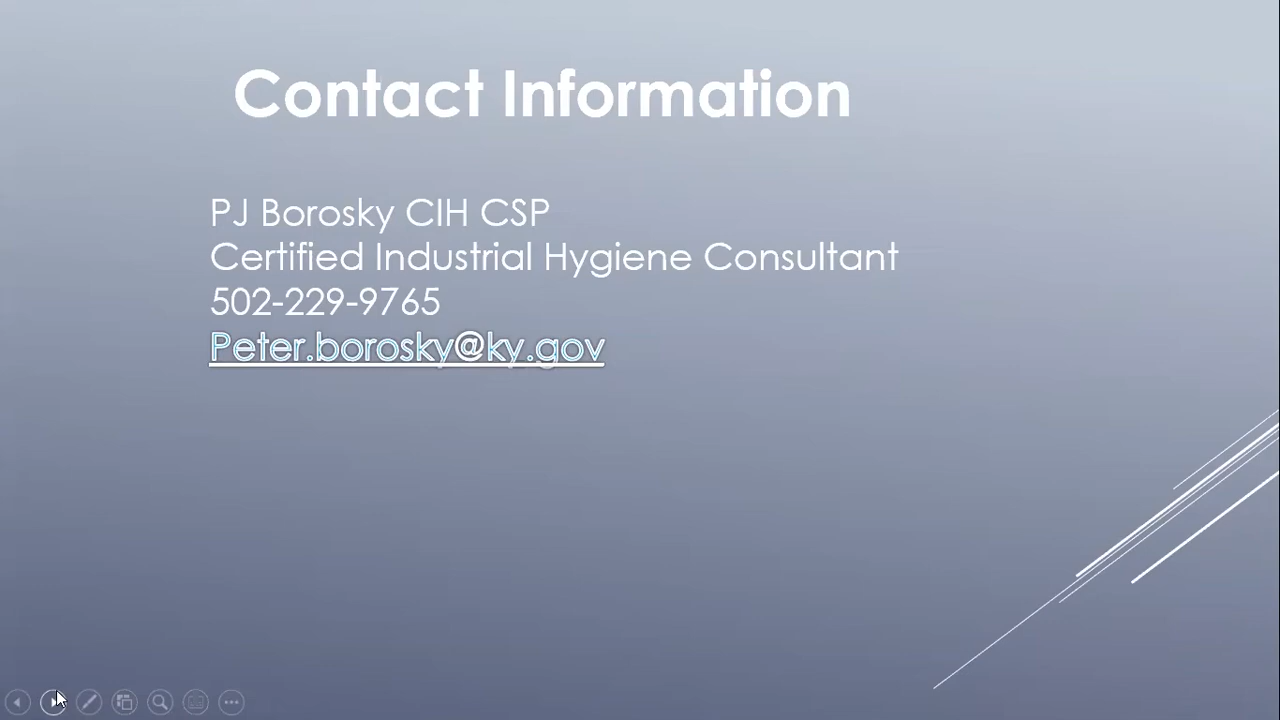 Contact Information
PJ Borosky CIH CSP
Certified Industrial Hygiene Consultant
502-229-9765
Peter.borosky@ky.gov